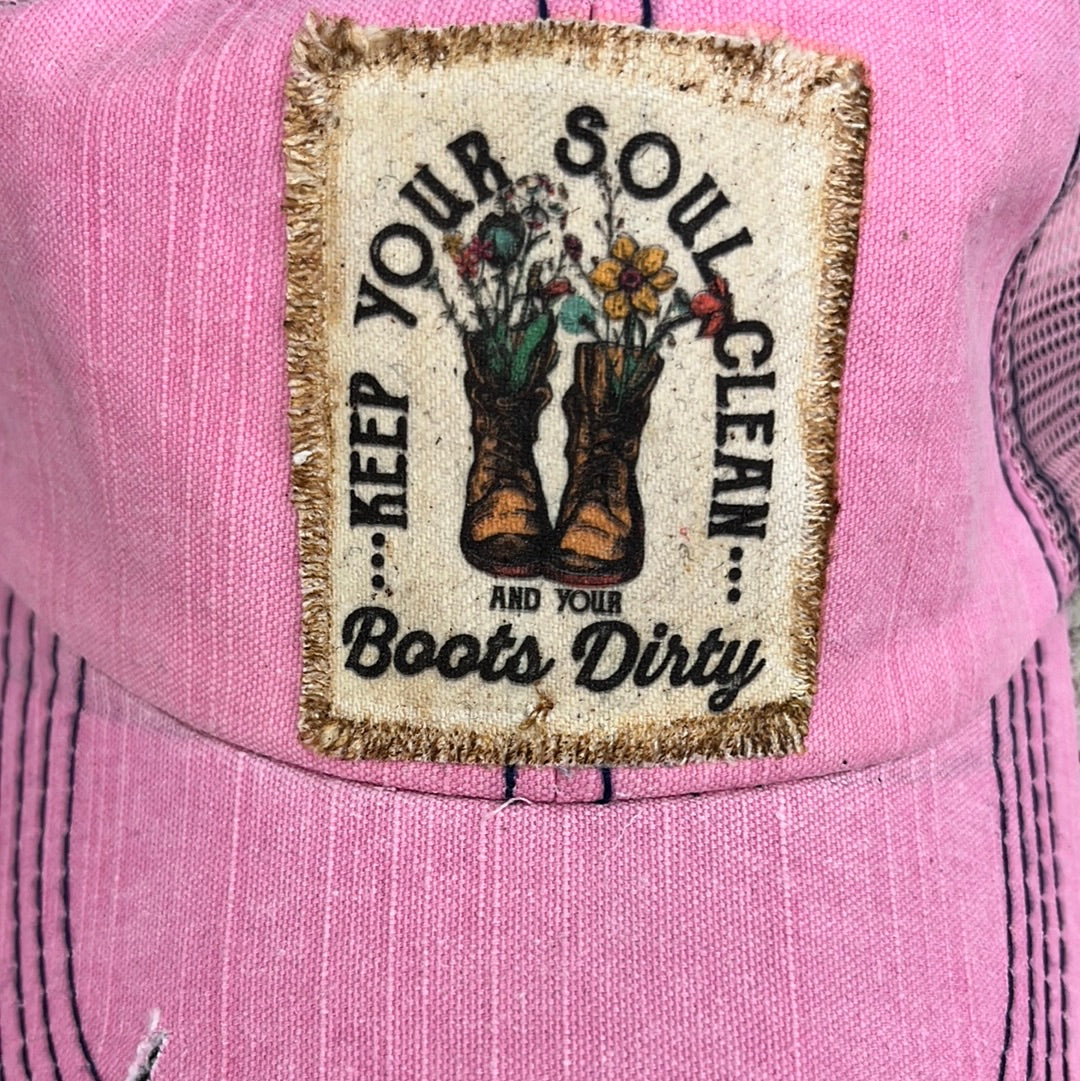 ...KEEP YOUR SOUL CLEAN...
AND YOUR
Boots Dirty